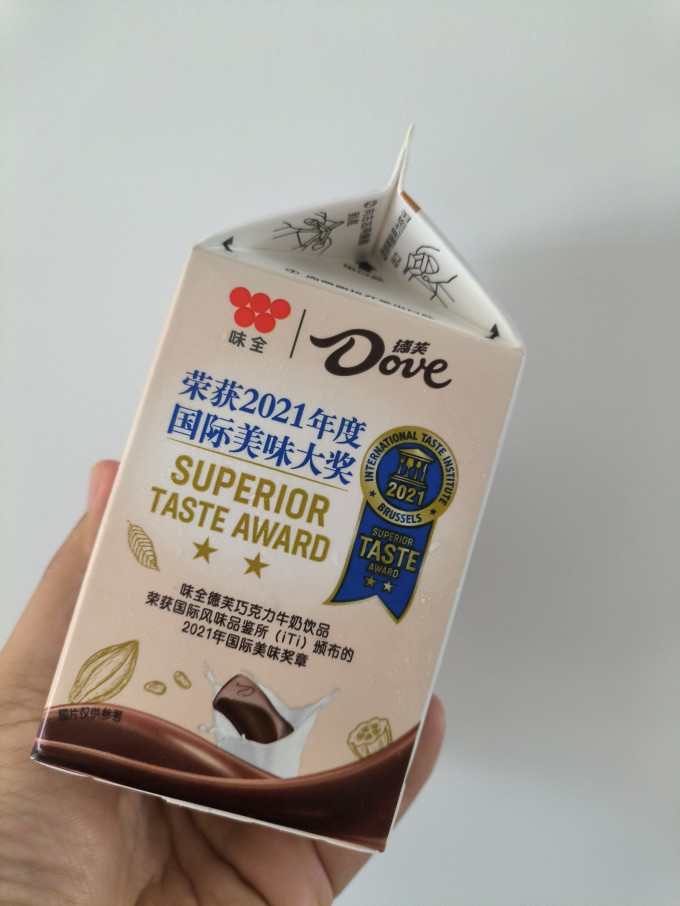 味全
德芙
Dove
荣获2021年度
国际美味大奖
SUPERIOR
TASTE AWARD
INTERNATIONAL TASTE INSTITUTE
2021
BRUSSELS
SUPERIOR
TASTE
AWARD
味全德芙巧克力牛奶饮品
荣获国际风味品鉴所（iTi）颁布的
2021年国际美味奖章
图片仅供参考